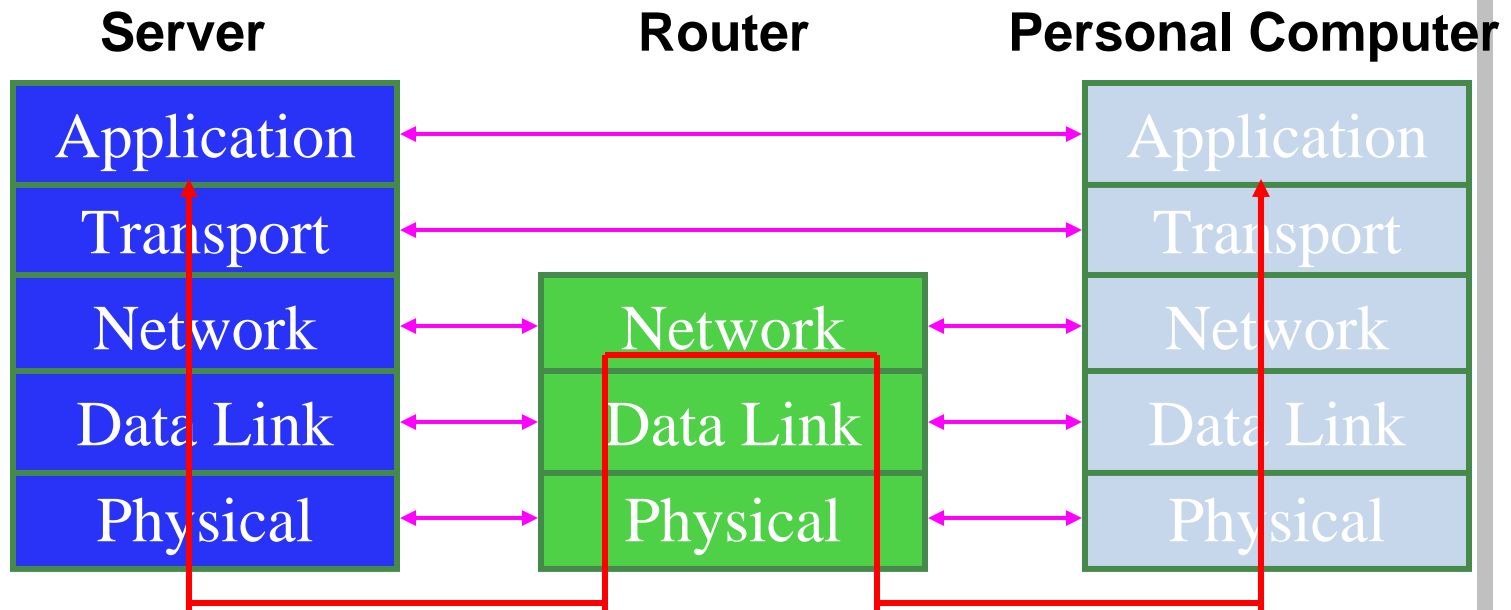 Server Router Personal Computer
Application Application
Transport Transport
Network Network Network
Data Link Data Link Data Link
Physical Physical Physical